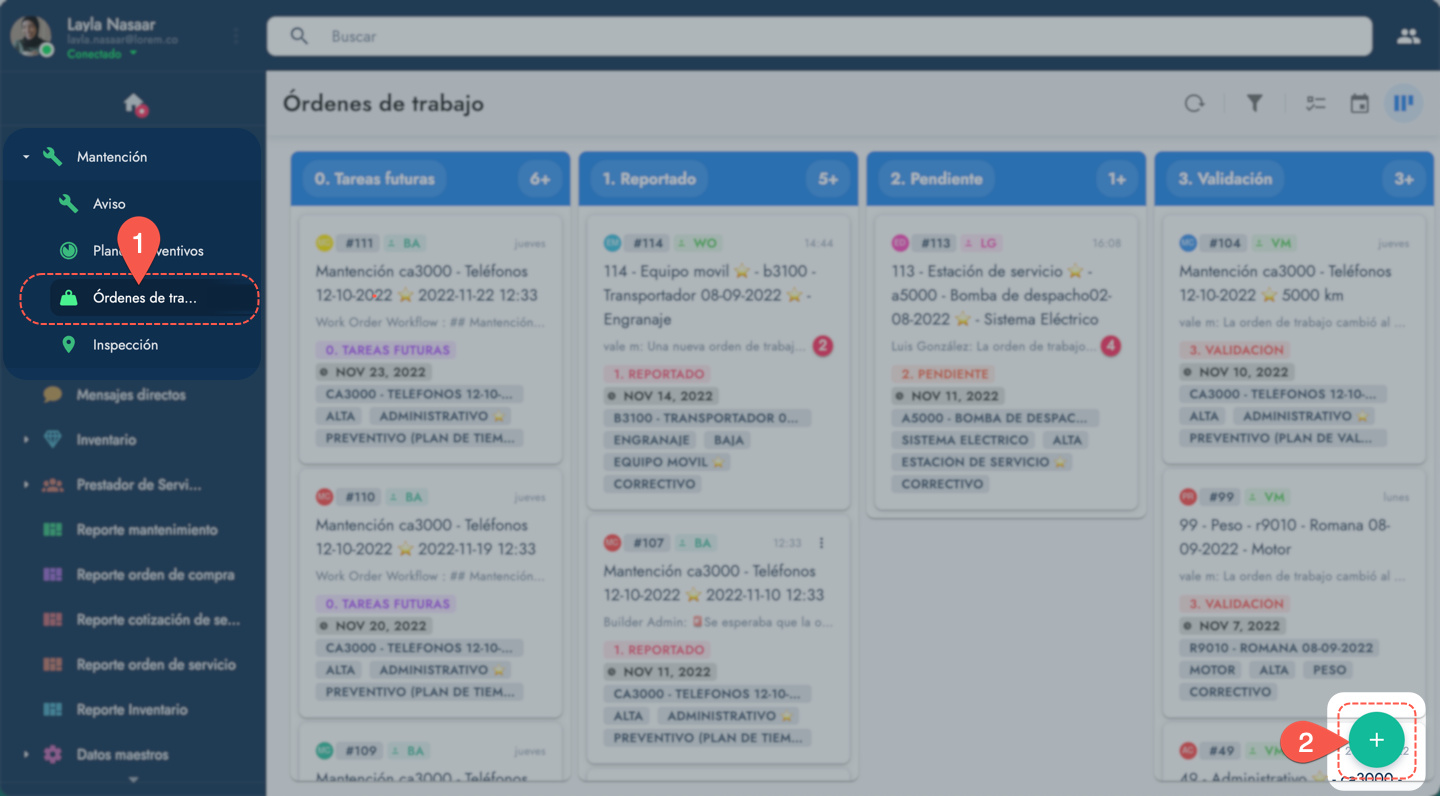 Layla Nasaar
layla.nasaar@lorem.co
Conectado
Mantención
Aviso
Órdenes de tra...
Inspección
Mensajes directos
Inventario
Prestador de Servi...
Reporte mantenimiento
Reporte orden de compra
Reporte cotización de se...
Reporte orden de servicio
Reporte Inventario
Datos maestros
1
Buscar
Órdenes de trabajo
0. Tareas futuras 6+
#111 BA jueves
Mantención ca3000 - Teléfonos
12-10-2022 ⭐ 2022-11-22 12:33
Work Order Workflow : ## Mantención...
0. TAREAS FUTURAS
NOV 23, 2022
CA3000 - TELEFONOS 12-10-...
ALTA ADMINISTRATIVO ⭐
PREVENTIVO (PLAN DE TIEM...
MG #110 BA jueves
Mantención ca3000 - Teléfonos
12-10-2022 ⭐ 2022-11-19 12:33
Work Order Workflow : ## Mantención...
0. TAREAS FUTURAS
NOV 20, 2022
CA3000 - TELEFONOS 12-10-...
ALTA ADMINISTRATIVO ⭐
PREVENTIVO (PLAN DE TIEM...
#109 BA jueves
Mantención ca3000 - Teléfonos
1. Reportado 5+
EM #114 WO 14:44
114 - Equipo movil ⭐ - b3100 -
Transportador 08-09-2022 ⭐ -
Engranaje
vale m: Una nueva orden de trabaj... 2
1. REPORTADO
NOV 14, 2022
B3100 - TRANSPORTADOR 0...
ENGRANAJE BAJA
EQUIPO MOVIL ⭐
CORRECTIVO
MG #107 BA 12:33
Mantención ca3000 - Teléfonos
12-10-2022 ⭐ 2022-11-10 12:33
Builder Admin: Se esperaba que la o...
1. REPORTADO
NOV 11, 2022
CA3000 - TELEFONOS 12-10-...
ALTA ADMINISTRATIVO ⭐
PREVENTIVO (PLAN DE TIEM...
2. Pendiente 1+
ED #113 LG 16:08
113 - Estación de servicio ⭐ -
a5000 - Bomba de despacho02-
08-2022 ⭐ - Sistema Eléctrico
Luis González: La orden de trabajo... 4
2. PENDIENTE
NOV 11, 2022
A5000 - BOMBA DE DESPAC...
SISTEMA ELECTRICO ALTA
ESTACION DE SERVICIO ⭐
CORRECTIVO
3. Validación 3+
MG #104 VM jueves
Mantención ca3000 - Teléfonos
12-10-2022 ⭐ 5000 km
vale m: La orden de trabajo cambió al ...
3. VALIDACION
NOV 10, 2022
CA3000 - TELEFONOS 12-10-...
ALTA ADMINISTRATIVO ⭐
PREVENTIVO (PLAN DE VAL...
#99 VM lunes
99 - Peso - r9010 - Romana 08-
09-2022 - Motor
vale m: La orden de trabajo cambió al ...
3. VALIDACION
NOV 7, 2022
R9010 - ROMANA 08-09-2022
MOTOR ALTA PESO
CORRECTIVO
#49
49 - Administrativo ⭐ - ca3000 -
2
+